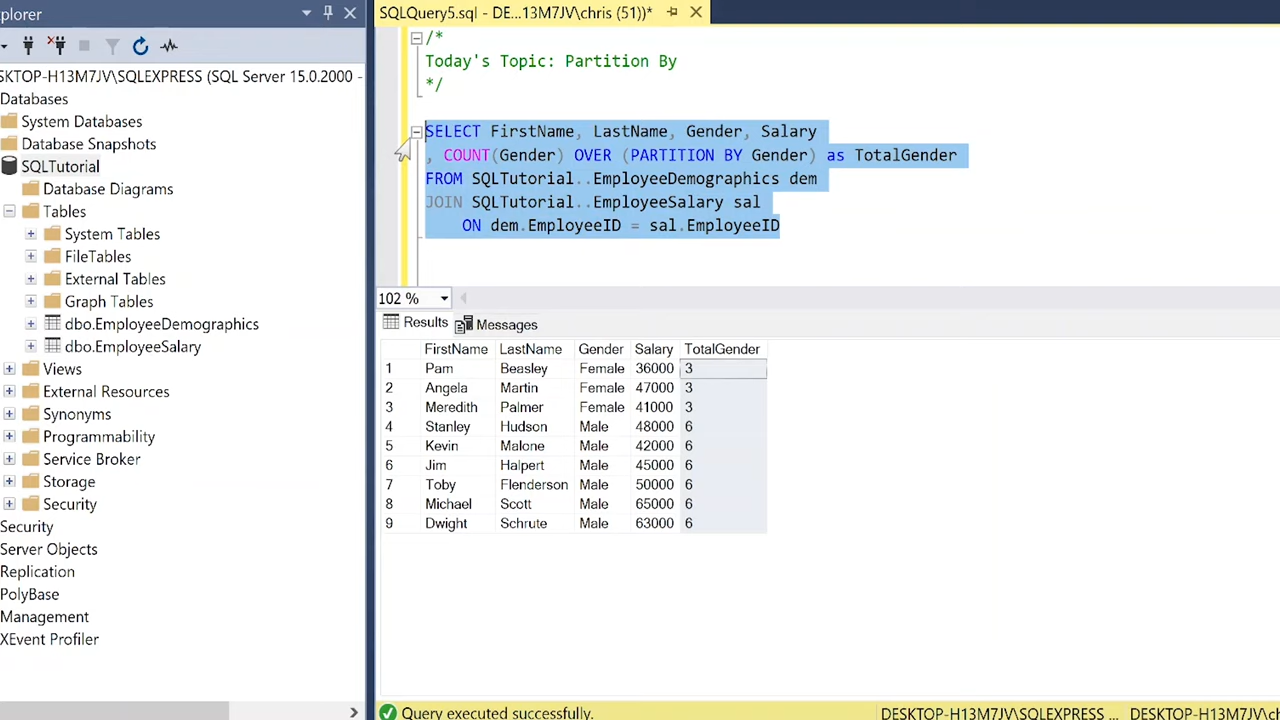 plorer
SQLQuery5.sql - DE...13M7JV\chris (51))*
SKTOP-H13M7JV\SQLEXPRESS (SQL Server 15.0.2000 -
Databases
System Databases
Database Snapshots
SQLTutorial
Database Diagrams
Tables
System Tables
FileTables
External Tables
Graph Tables
dbo.EmployeeDemographics
dbo.EmployeeSalary
Views
External Resources
Synonyms
Programmability
Service Broker
Storage
Security
Security
Server Objects
Replication
PolyBase
Management
XEvent Profiler
/*
Today's Topic: Partition By
*/
SELECT FirstName, LastName, Gender, Salary
, COUNT(Gender) OVER (PARTITION BY Gender) as TotalGender
FROM SQLTutorial..EmployeeDemographics dem
JOIN SQLTutorial..EmployeeSalary sal
ON dem.EmployeeID = sal.EmployeeID
102 %
Results Messages
FirstName LastName Gender Salary TotalGender
1 Pam Beasley Female 36000 3
2 Angela Martin Female 47000 3
3 Meredith Palmer Female 41000 3
4 Stanley Hudson Male 48000 6
5 Kevin Malone Male 42000 6
6 Jim Halpert Male 45000 6
7 Toby Flenderson Male 50000 6
8 Michael Scott Male 65000 6
9 Dwight Schrute Male 63000 6
Query executed successfully. DESKTOP-H13M7JV\SQLEXPRESS ... DESKTOP-H13M7JV\ch